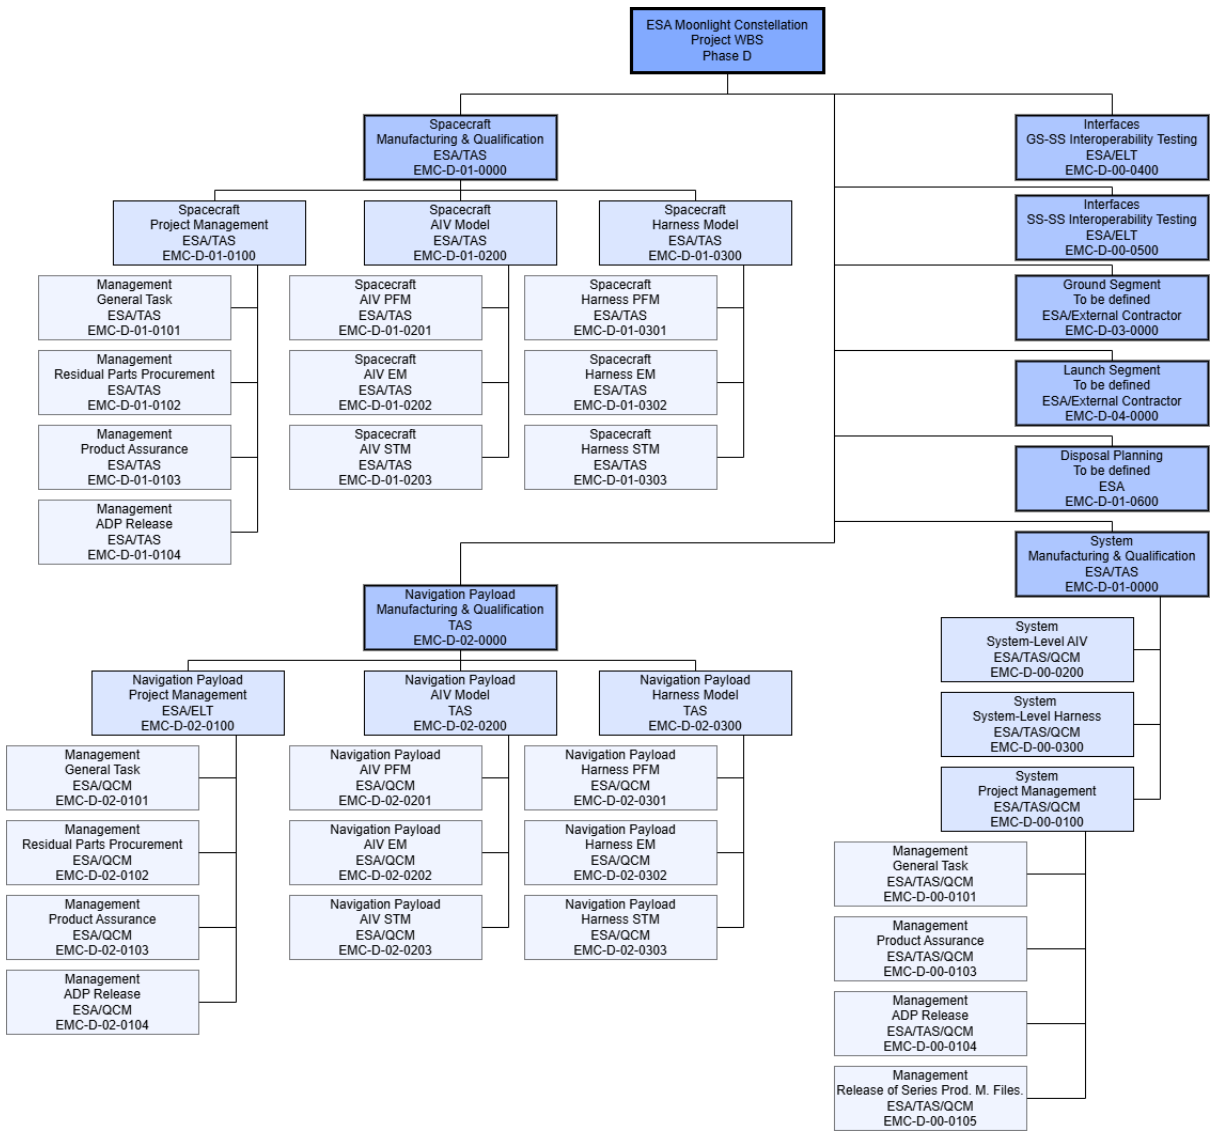 ESA Moonlight Constellation
Project WBS
Phase D
Spacecraft
Manufacturing & Qualification
ESA/TAS
EMC-D-01-0000
Spacecraft
Project Management
ESA/TAS
EMC-D-01-0100
Management
General Task
ESA/TAS
EMC-D-01-0101
Management
Residual Parts Procurement
ESA/TAS
EMC-D-01-0102
Management
Product Assurance
ESA/TAS
EMC-D-01-0103
Management
ADP Release
ESA/TAS
EMC-D-01-0104
Spacecraft
AIV Model
ESA/TAS
EMC-D-01-0200
Spacecraft
AIV PFM
ESA/TAS
EMC-D-01-0201
Spacecraft
AIV EM
ESA/TAS
EMC-D-01-0202
Spacecraft
AIV STM
ESA/TAS
EMC-D-01-0203
Spacecraft
Harness Model
ESA/TAS
EMC-D-01-0300
Spacecraft
Harness PFM
ESA/TAS
EMC-D-01-0301
Spacecraft
Harness EM
ESA/TAS
EMC-D-01-0302
Spacecraft
Harness STM
ESA/TAS
EMC-D-01-0303
Interfaces
GS-SS Interoperability Testing
ESA/ELT
EMC-D-00-0400
Interfaces
SS-SS Interoperability Testing
ESA/ELT
EMC-D-00-0500
Ground Segment
To be defined
ESA/External Contractor
EMC-D-03-0000
Launch Segment
To be defined
ESA/External Contractor
EMC-D-04-0000
Disposal Planning
To be defined
ESA
EMC-D-01-0600
System
Manufacturing & Qualification
ESA/TAS
EMC-D-01-0000
System
System-Level AIV
ESA/TAS/QCM
EMC-D-00-0200
System
System-Level Harness
ESA/TAS/QCM
EMC-D-00-0300
System
Project Management
ESA/TAS/QCM
EMC-D-00-0100
Management
General Task
ESA/TAS/QCM
EMC-D-00-0101
Management
Product Assurance
ESA/TAS/QCM
EMC-D-00-0103
Management
ADP Release
ESA/TAS/QCM
EMC-D-00-0104
Management
Release of Series Prod. M. Files.
ESA/TAS/QCM
EMC-D-00-0105
Navigation Payload
Manufacturing & Qualification
TAS
EMC-D-02-0000
Navigation Payload
Project Management
ESA/ELT
EMC-D-02-0100
Management
General Task
ESA/QCM
EMC-D-02-0101
Management
Residual Parts Procurement
ESA/QCM
EMC-D-02-0102
Management
Product Assurance
ESA/QCM
EMC-D-02-0103
Management
ADP Release
ESA/QCM
EMC-D-02-0104
Navigation Payload
AIV Model
TAS
EMC-D-02-0200
Navigation Payload
AIV PFM
ESA/QCM
EMC-D-02-0201
Navigation Payload
AIV EM
ESA/QCM
EMC-D-02-0202
Navigation Payload
AIV STM
ESA/QCM
EMC-D-02-0203
Navigation Payload
Harness Model
TAS
EMC-D-02-0300
Navigation Payload
Harness PFM
ESA/QCM
EMC-D-02-0301
Navigation Payload
Harness EM
ESA/QCM
EMC-D-02-0302
Navigation Payload
Harness STM
ESA/QCM
EMC-D-02-0303